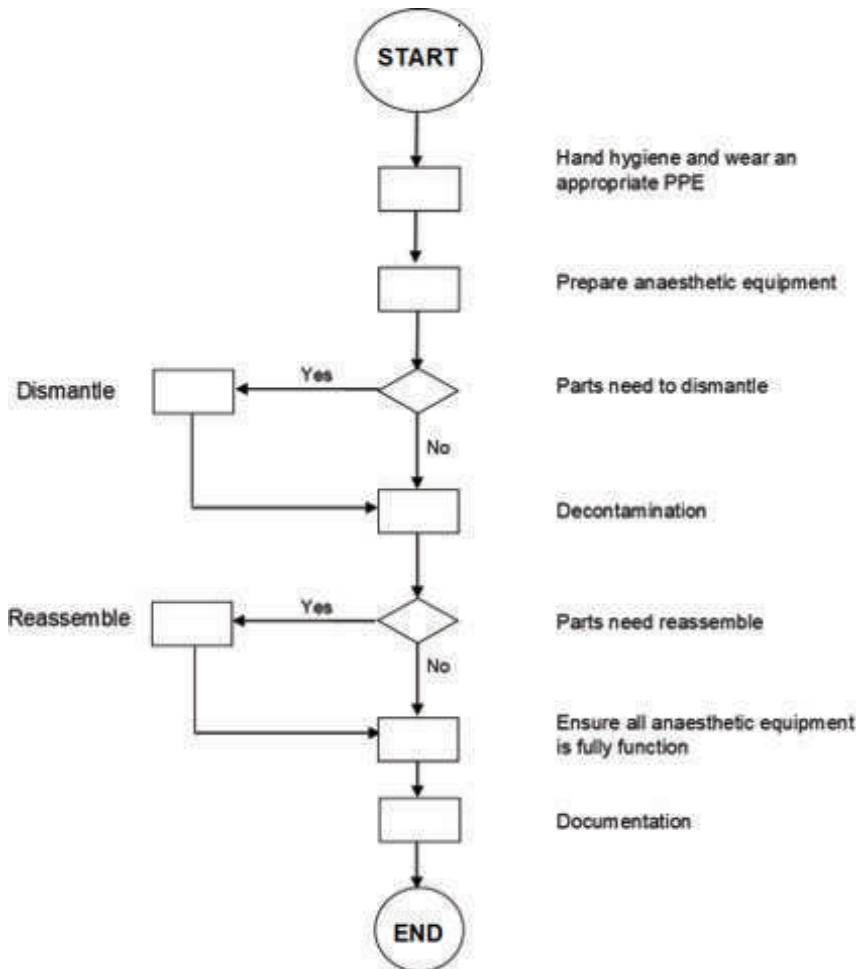 START
Hand hygiene and wear an
appropriate PPE
Prepare anaesthetic equipment
Dismantle
Yes
Parts need to dismantle
No
Decontamination
Reassemble
Yes
Parts need reassemble
No
Ensure all anaesthetic equipment
is fully function
Documentation
END